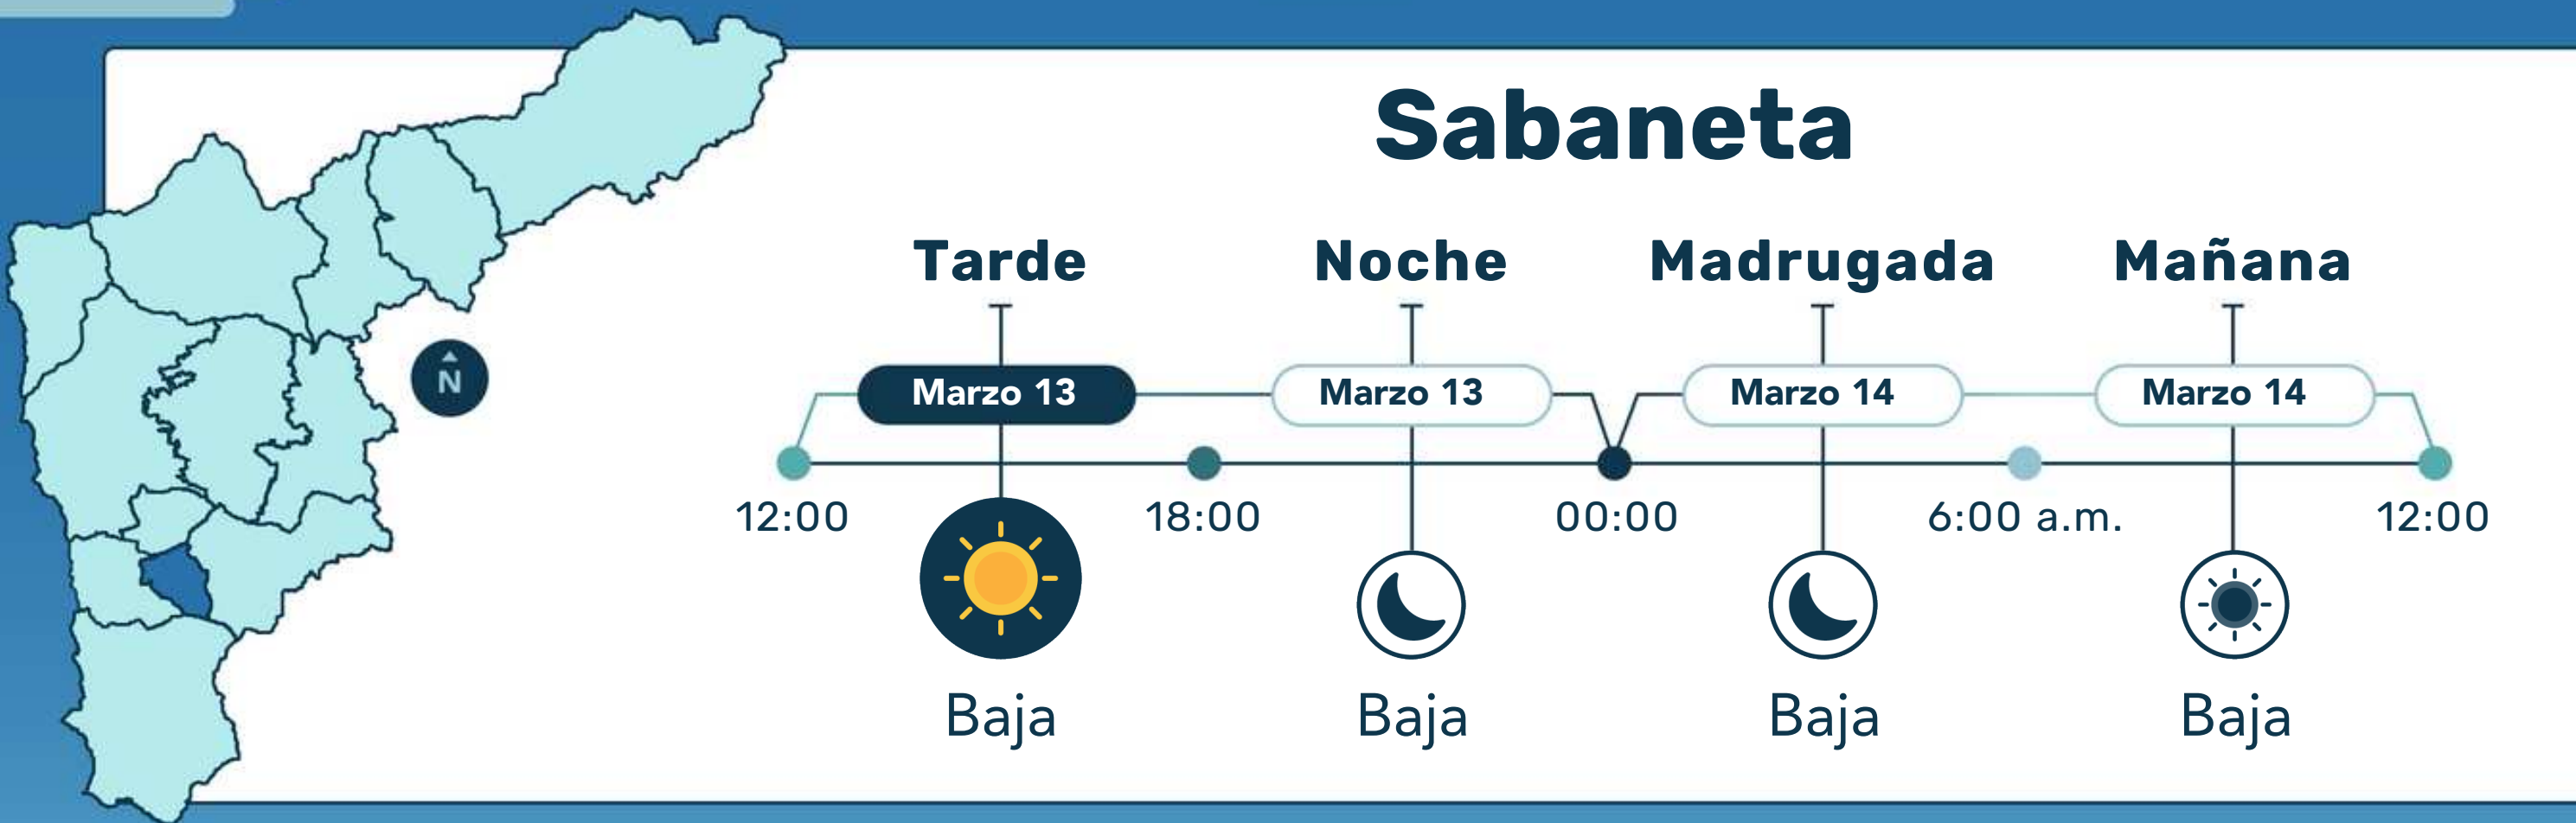 Sabaneta
Tarde Noche Madrugada Mañana
N
Marzo 13 Marzo 13 Marzo 14 Marzo 14
12:00 18:00 00:00 6:00 a.m. 12:00
Baja Baja Baja Baja